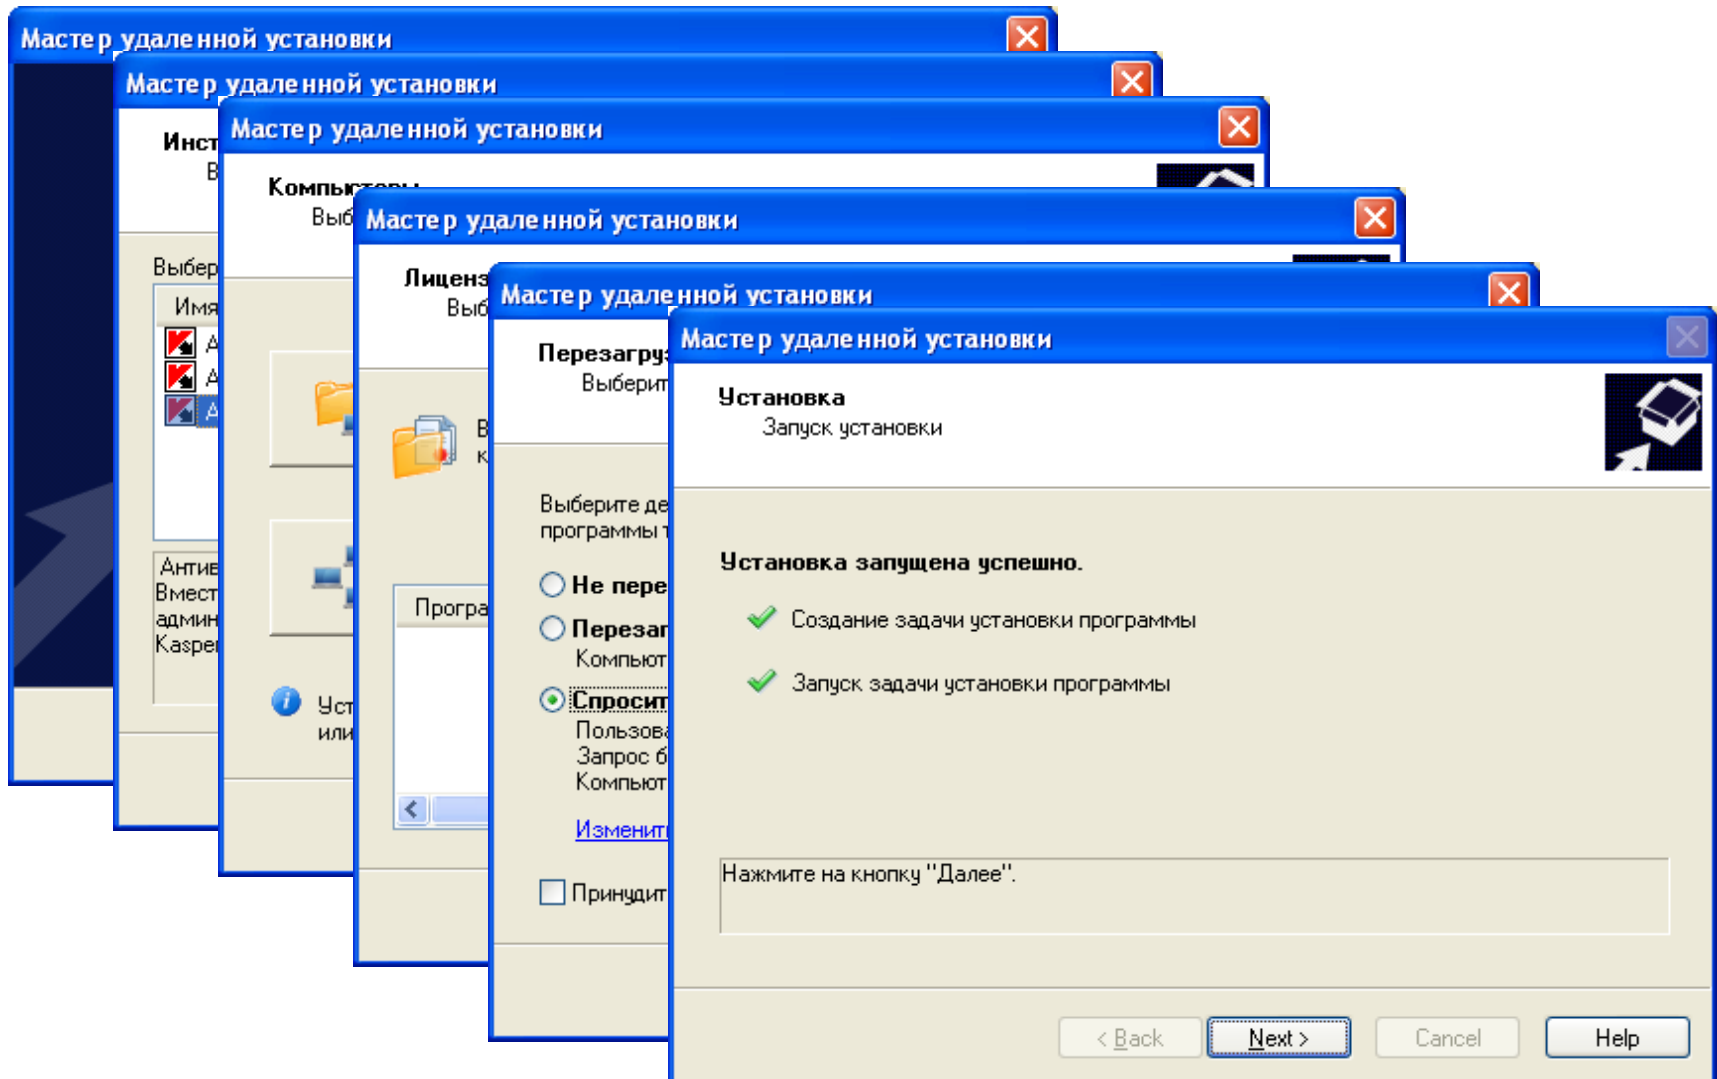 Мастер удаленной установки
Мастер удаленной установки
Инст
В
Выбер
Имя
А
А
А
Антив
Вмест
админ
Kasper
Мастер удаленной установки
Компьютеры
Выб
Уст
или
Мастер удаленной установки
Лиценз
Выб
В
к
Програ
Мастер удаленной установки
Перезагруз
Выберит
Выберите де
программы т
Не пере
Перезаг
Компьют
Спросит
Пользова
Запрос б
Компьют
Изменить
Принудит
Мастер удаленной установки
Установка
Запуск установки
Установка запущена успешно.
Создание задачи установки программы
Запуск задачи установки программы
Нажмите на кнопку "Далее".
< Back
Next >
Cancel
Help